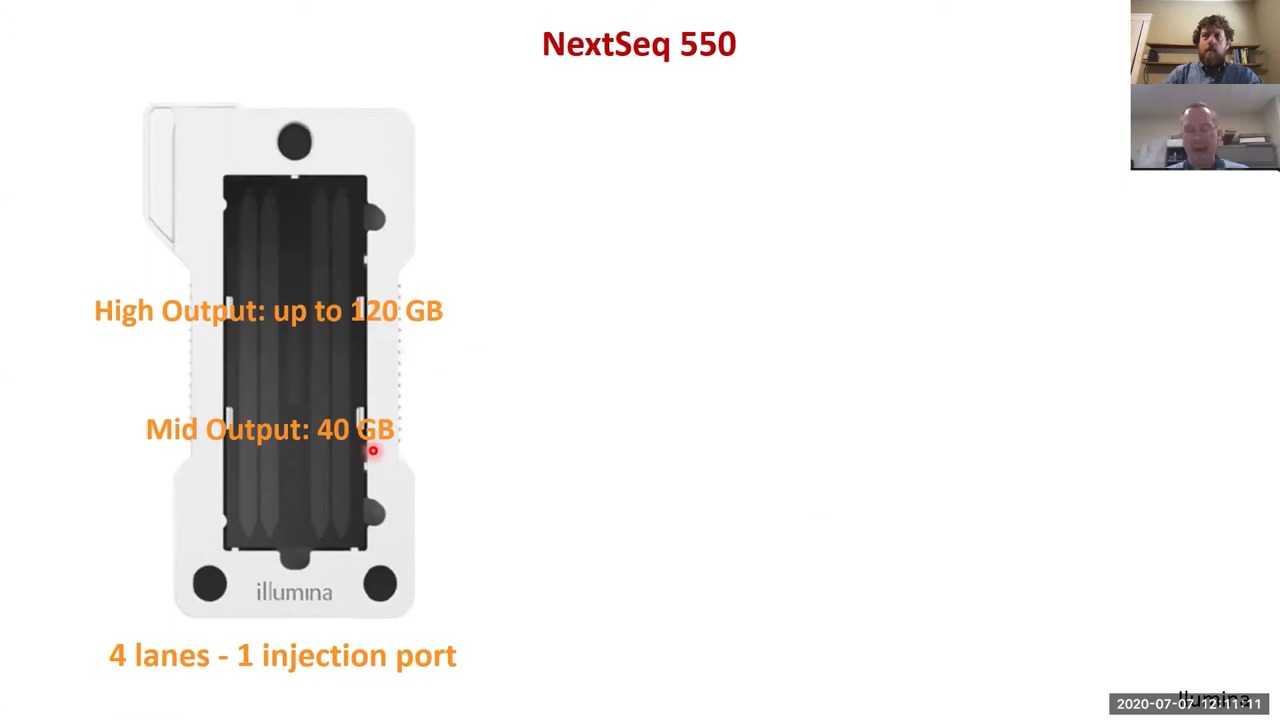 NextSeq 550
High Output: up to 120 GB
Mid Output: 40 GB
illumina
4 lanes - 1 injection port
Illumina
2020-07-07 12:11:11